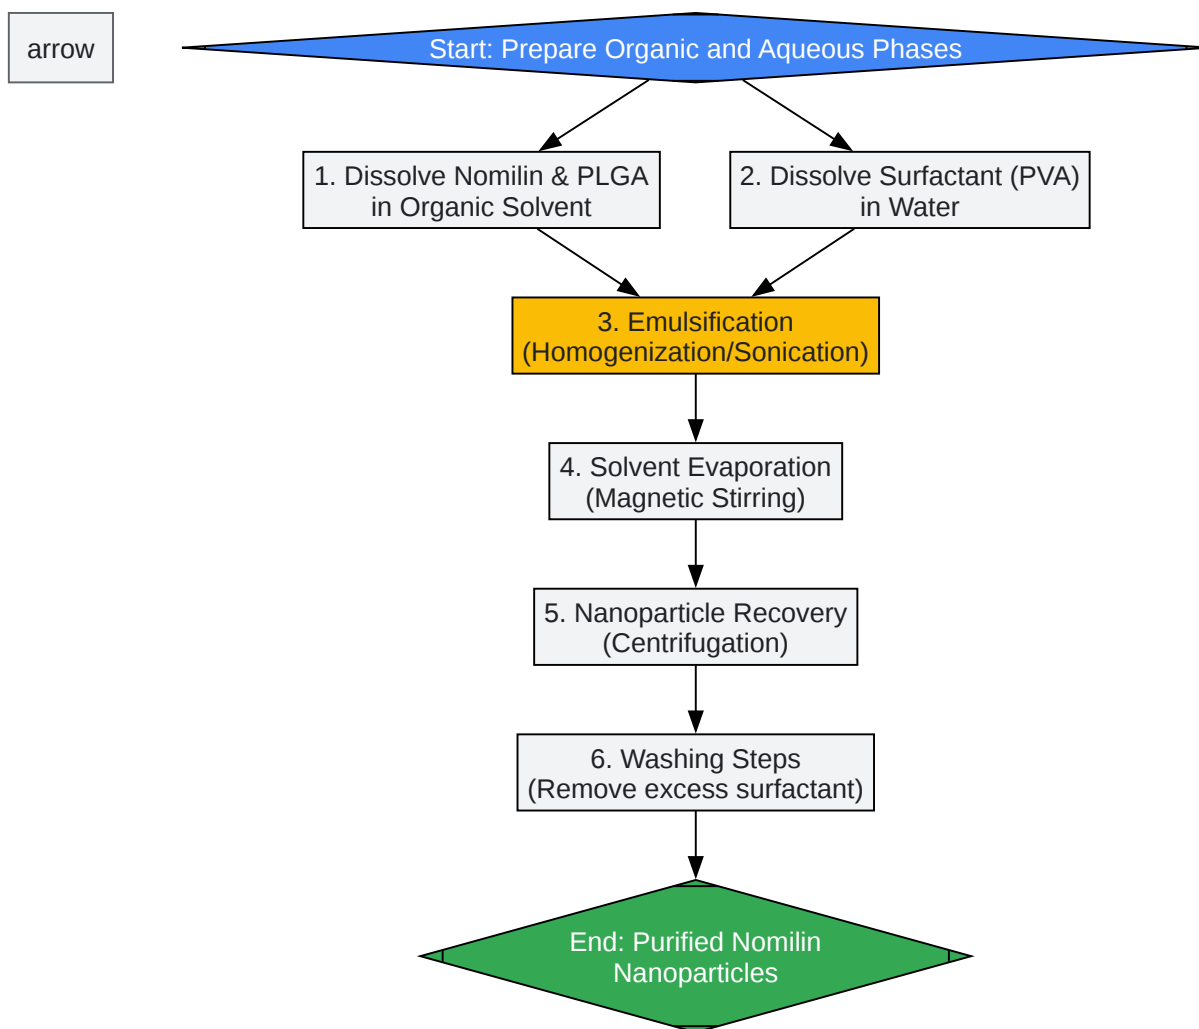 arrow
Start: Prepare Organic and Aqueous Phases
1. Dissolve Nomilin & PLGA
in Organic Solvent
2. Dissolve Surfactant (PVA)
in Water
3. Emulsification
(Homogenization/Sonication)
4. Solvent Evaporation
(Magnetic Stirring)
5. Nanoparticle Recovery
(Centrifugation)
6. Washing Steps
(Remove excess surfactant)
End: Purified Nomilin
Nanoparticles